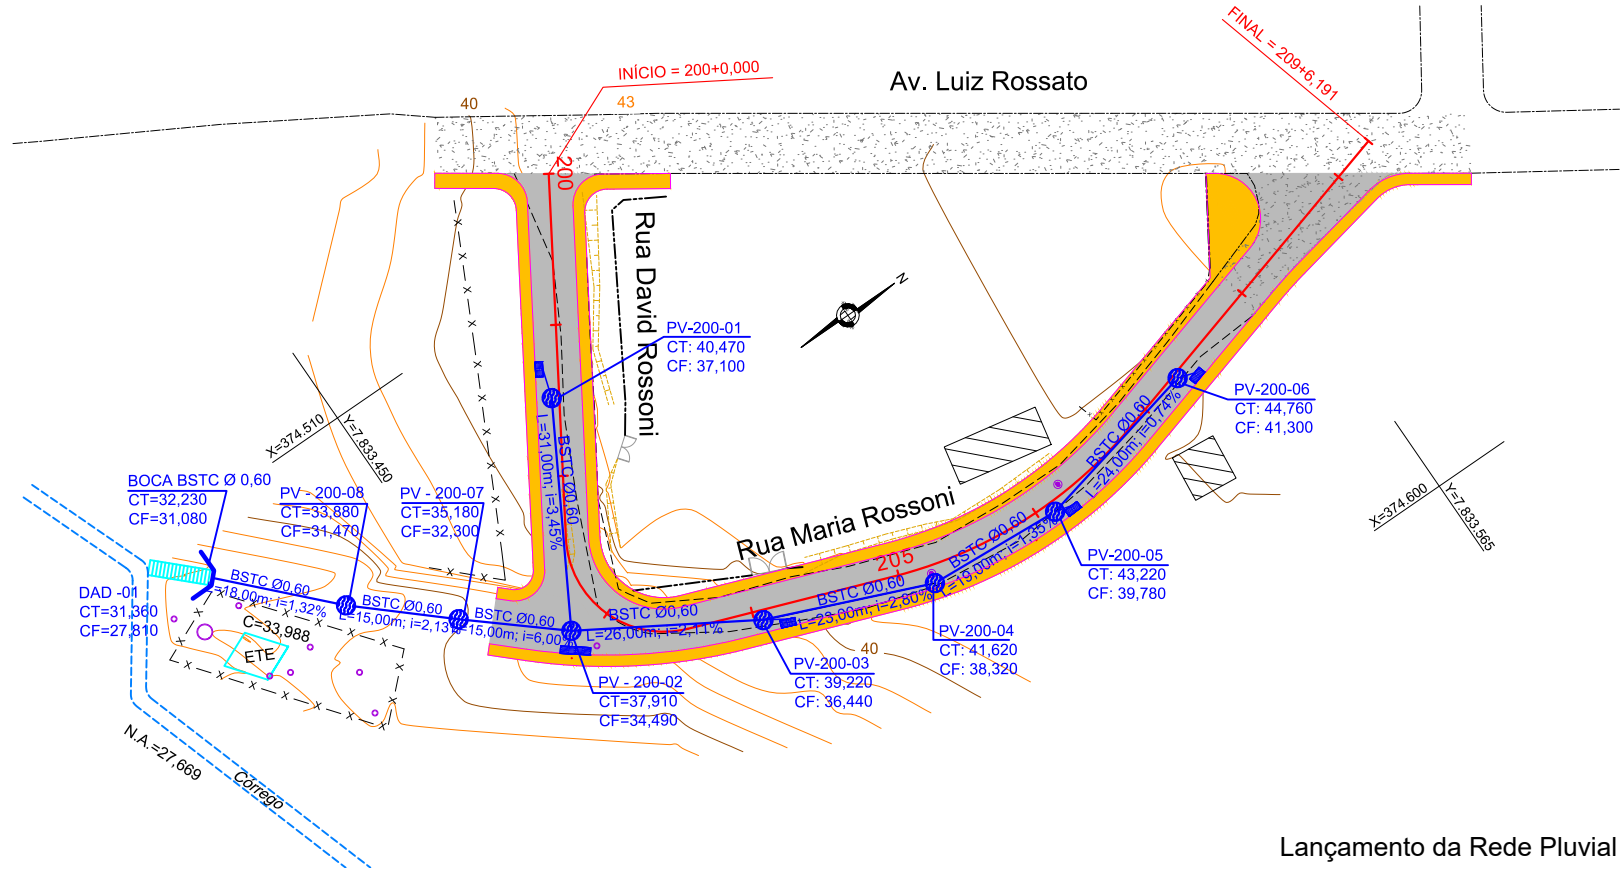 FINAL = 209+6,191
INÍCIO = 200+0,000
Av. Luiz Rossato
40
43
200
Rua David Rossoni
N
PV-200-01
CT: 40,470
CF: 37,100
PV-200-06
CT: 44,760
CF: 41,300
X=374.510
Y=7.833.450
X=374.600
Y=7.833.565
BSTC Ø0,60
L=31,00m; i=3,45%
BSTC Ø0,60
L=24,00m; i=0,74%
BOCA BSTC Ø 0,60
CT=32,230
CF=31,080
PV - 200-08
CT=33,880
CF=31,470
PV - 200-07
CT=35,180
CF=32,300
Rua Maria Rossoni
205
BSTC Ø0,60
L=19,00m; i=1,35%
PV-200-05
CT: 43,220
CF: 39,780
DAD -01
CT=31,360
CF=27,810
BSTC Ø0,60
L=18,00m; i=1,32%
BSTC Ø0,60
L=15,00m; i=2,13%
BSTC Ø0,60
L=15,00m; i=6,00%
BSTC Ø0,60
L=26,00m; i=2,11%
BSTC Ø0,60
L=23,00m; i=2,80%
C=33,988
ETE
PV-200-04
CT: 41,620
CF: 38,320
40
PV-200-03
CT: 39,220
CF: 36,440
PV - 200-02
CT=37,910
CF=34,490
N.A.=27,669
Córrego
Lançamento da Rede Pluvial